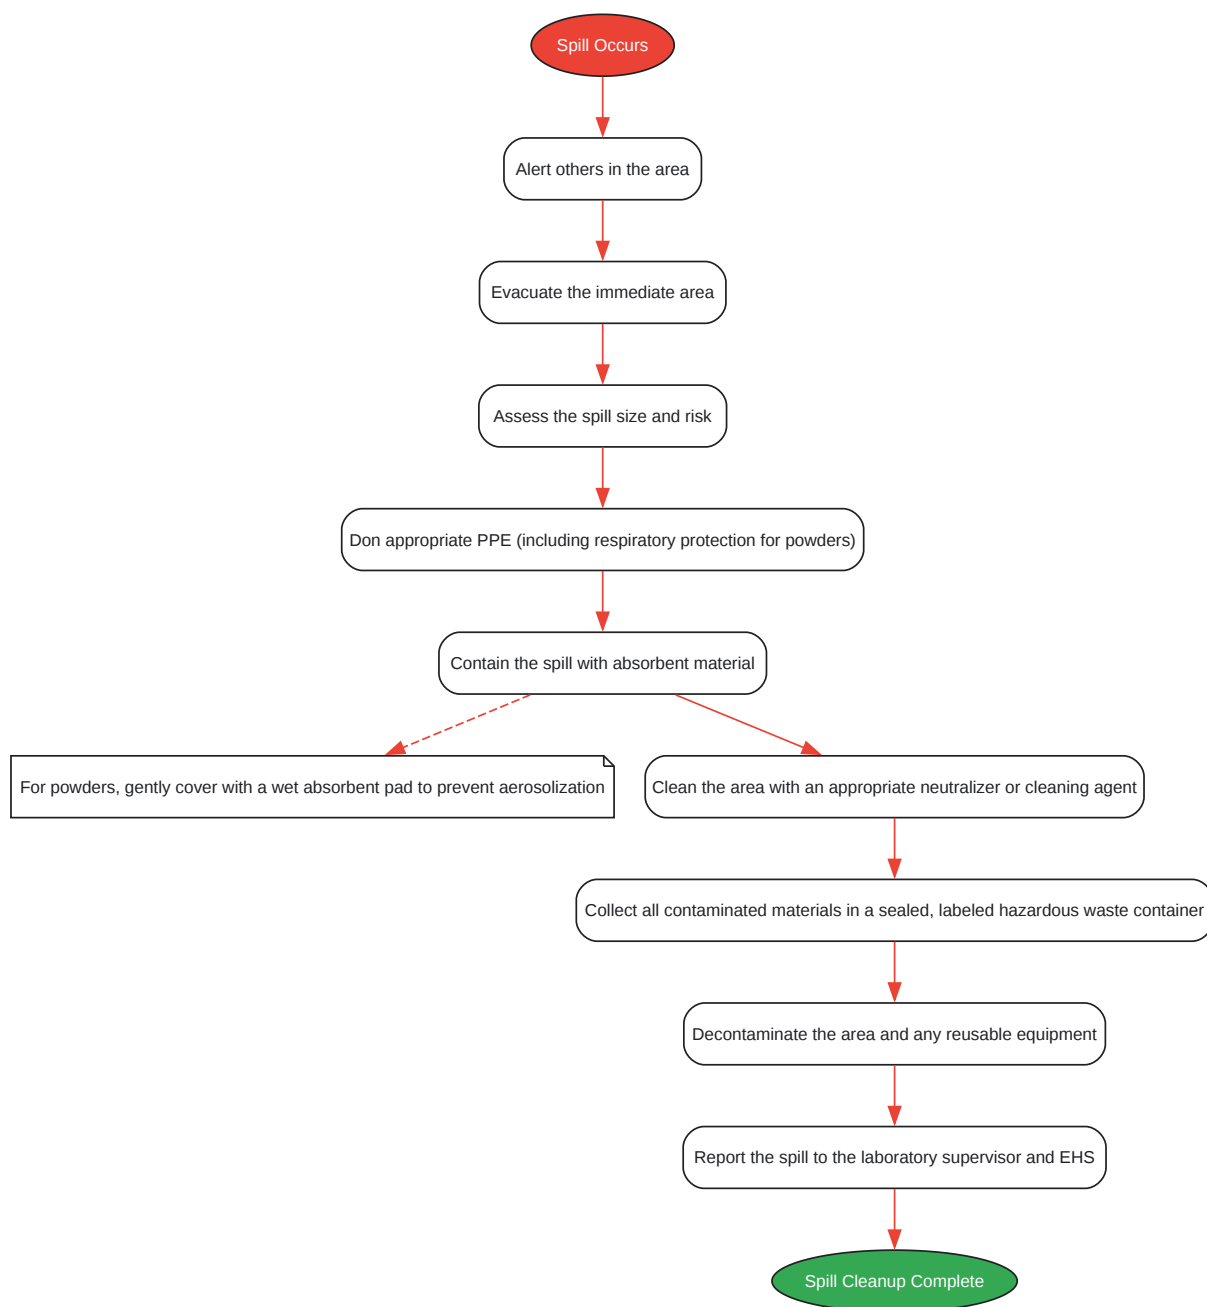 Spill Occurs
Alert others in the area
Evacuate the immediate area
Assess the spill size and risk
Don appropriate PPE (including respiratory protection for powders)
Contain the spill with absorbent material
For powders, gently cover with a wet absorbent pad to prevent aerosolization
Clean the area with an appropriate neutralizer or cleaning agent
Collect all contaminated materials in a sealed, labeled hazardous waste container
Decontaminate the area and any reusable equipment
Report the spill to the laboratory supervisor and EHS
Spill Cleanup Complete